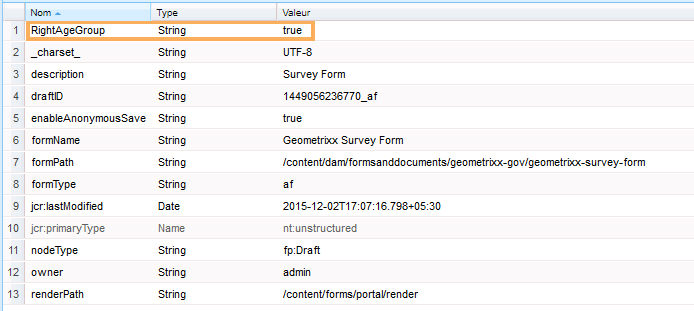 Nom Type Valeur
1 RightAgeGroup String true
2 _charset_ String UTF-8
3 description String Survey Form
4 draftID String 1449056236770_af
5 enableAnonymousSave String true
6 formName String Geometrixx Survey Form
7 formPath String /content/dam/formsanddocuments/geometrixx-gov/geometrixx-survey-form
8 formType String af
9 jcr:lastModified Date 2015-12-02T17:07:16.798+05:30
10 jcr:primaryType Name nt:unstructured
11 nodeType String fp:Draft
12 owner String admin
13 renderPath String /content/forms/portal/render